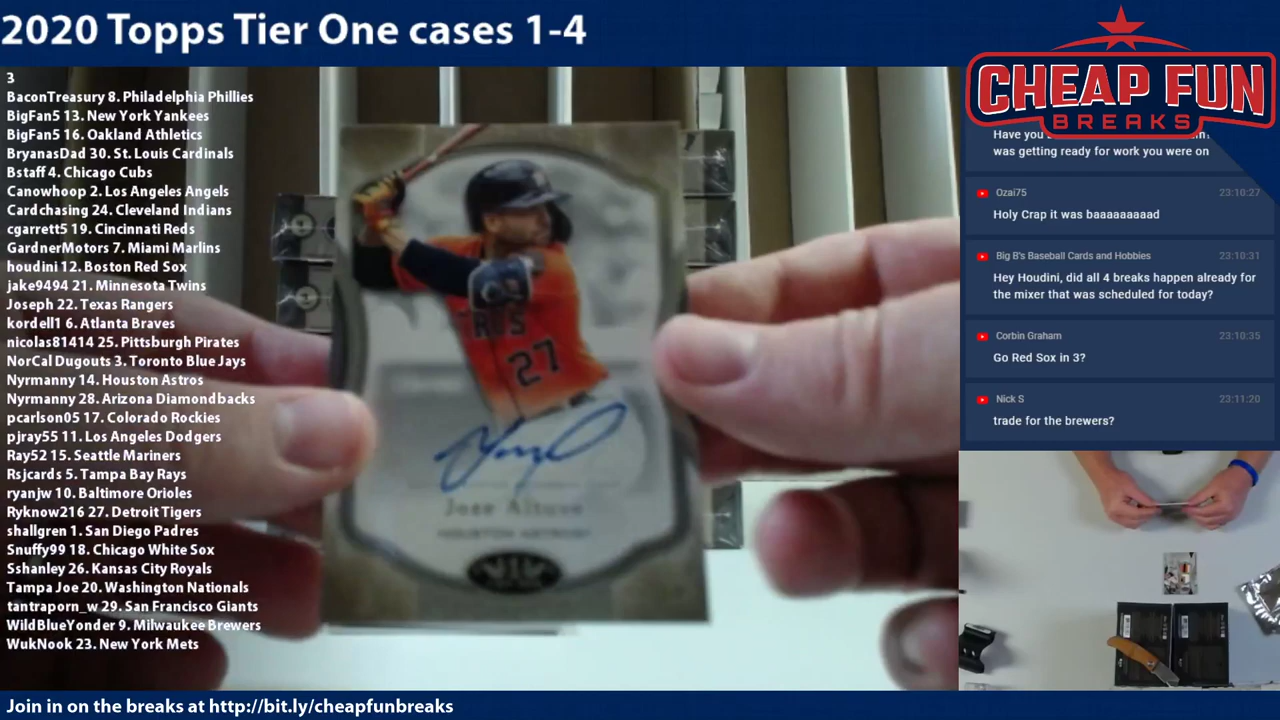 2020 Topps Tier One cases 1-4
3
BaconTreasury 8. Philadelphia Phillies
BigFan5 13. New York Yankees
BigFan5 16. Oakland Athletics
BryanasDad 30. St. Louis Cardinals
Bstaff 4. Chicago Cubs
Canowhoop 2. Los Angeles Angels
Cardchasing 24. Cleveland Indians
cgarrett5 19. Cincinnati Reds
GardnerMotors 7. Miami Marlins
houdini 12. Boston Red Sox
jake9494 21. Minnesota Twins
Joseph 22. Texas Rangers
kordell1 6. Atlanta Braves
nicolas81414 25. Pittsburgh Pirates
NorCal Dugouts 3. Toronto Blue Jays
Nyrmanny 14. Houston Astros
Nyrmanny 28. Arizona Diamondbacks
pcarlson05 17. Colorado Rockies
pjray55 11. Los Angeles Dodgers
Ray52 15. Seattle Mariners
Rsjcards 5. Tampa Bay Rays
ryanjw 10. Baltimore Orioles
Ryknow216 27. Detroit Tigers
shallgren 1. San Diego Padres
Snuffy99 18. Chicago White Sox
Sshanley 26. Kansas City Royals
Tampa Joe 20. Washington Nationals
tantraporn_w 29. San Francisco Giants
WildBlueYonder 9. Milwaukee Brewers
WukNook 23. New York Mets
27
Jose Altuve
HOUSTON ASTROS
CHEAP FUN
BREAKS
Have you
was getting ready for work you were on
Ozai75 23:10:27
Holy Crap it was baaaaaaaad
Big B's Baseball Cards and Hobbies 23:10:31
Hey Houdini, did all 4 breaks happen already for
the mixer that was scheduled for today?
Corbin Graham 23:10:35
Go Red Sox in 3?
Nick S 23:11:20
trade for the brewers?
Join in on the breaks at http://bit.ly/cheapfunbreaks